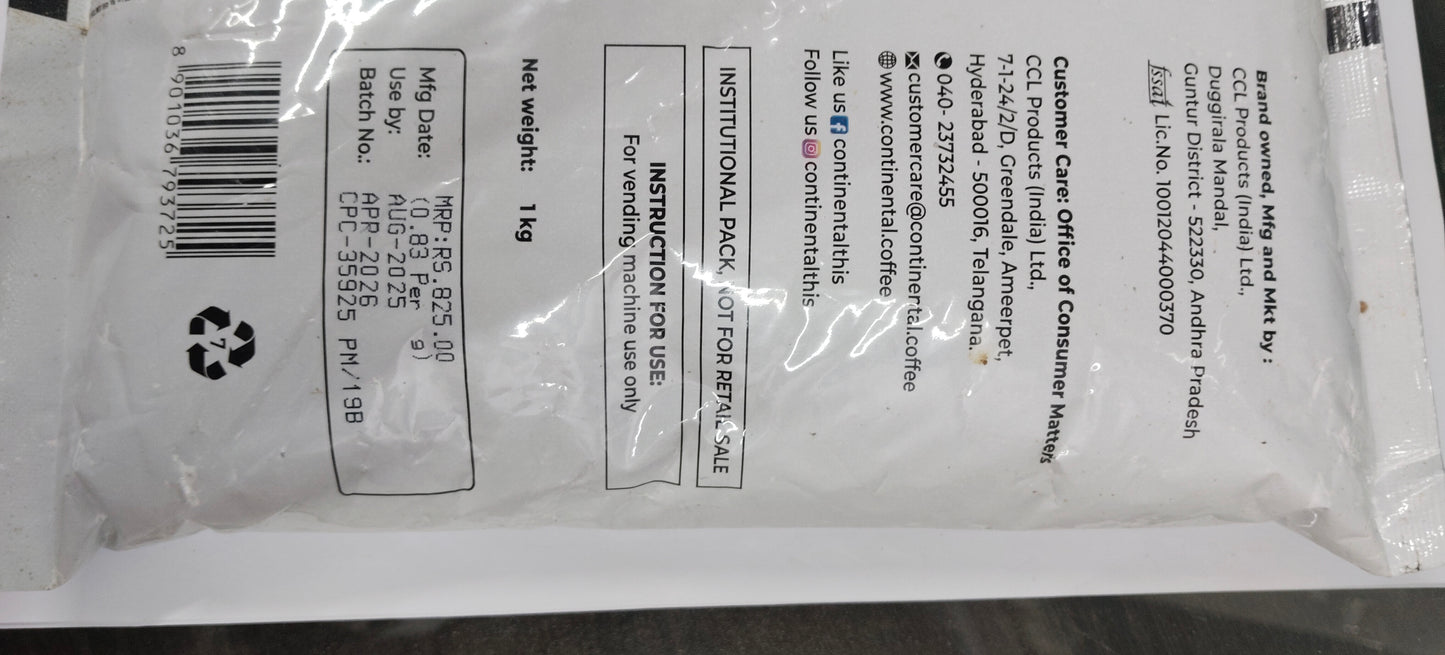 Brand owned, Mfg and Mkt by :
CCL Products (India) Ltd.,
Duggirala Mandal,
Guntur District - 522330, Andhra Pradesh
fssai Lic.No. 10012044000370
Customer Care: Office of Consumer Matters
CCL Products (India) Ltd.,
7-1-24/2/D, Greendale, Ameerpet,
Hyderabad - 500016, Telangana.
040- 23732455
customercare@continental.coffee
www.continental.coffee
Like us continentalthis
Follow us continentalthis
INSTITUTIONAL PACK, NOT FOR RETAIL SALE
INSTRUCTION FOR USE:
For vending machine use only
Net weight: 1 kg
MRP:RS.825.00
(0.83 Per g)
Mfg Date: AUG-2025
Use by: APR-2026
Batch No.: CPC-35925 PM/19B
8 901036 793725
7